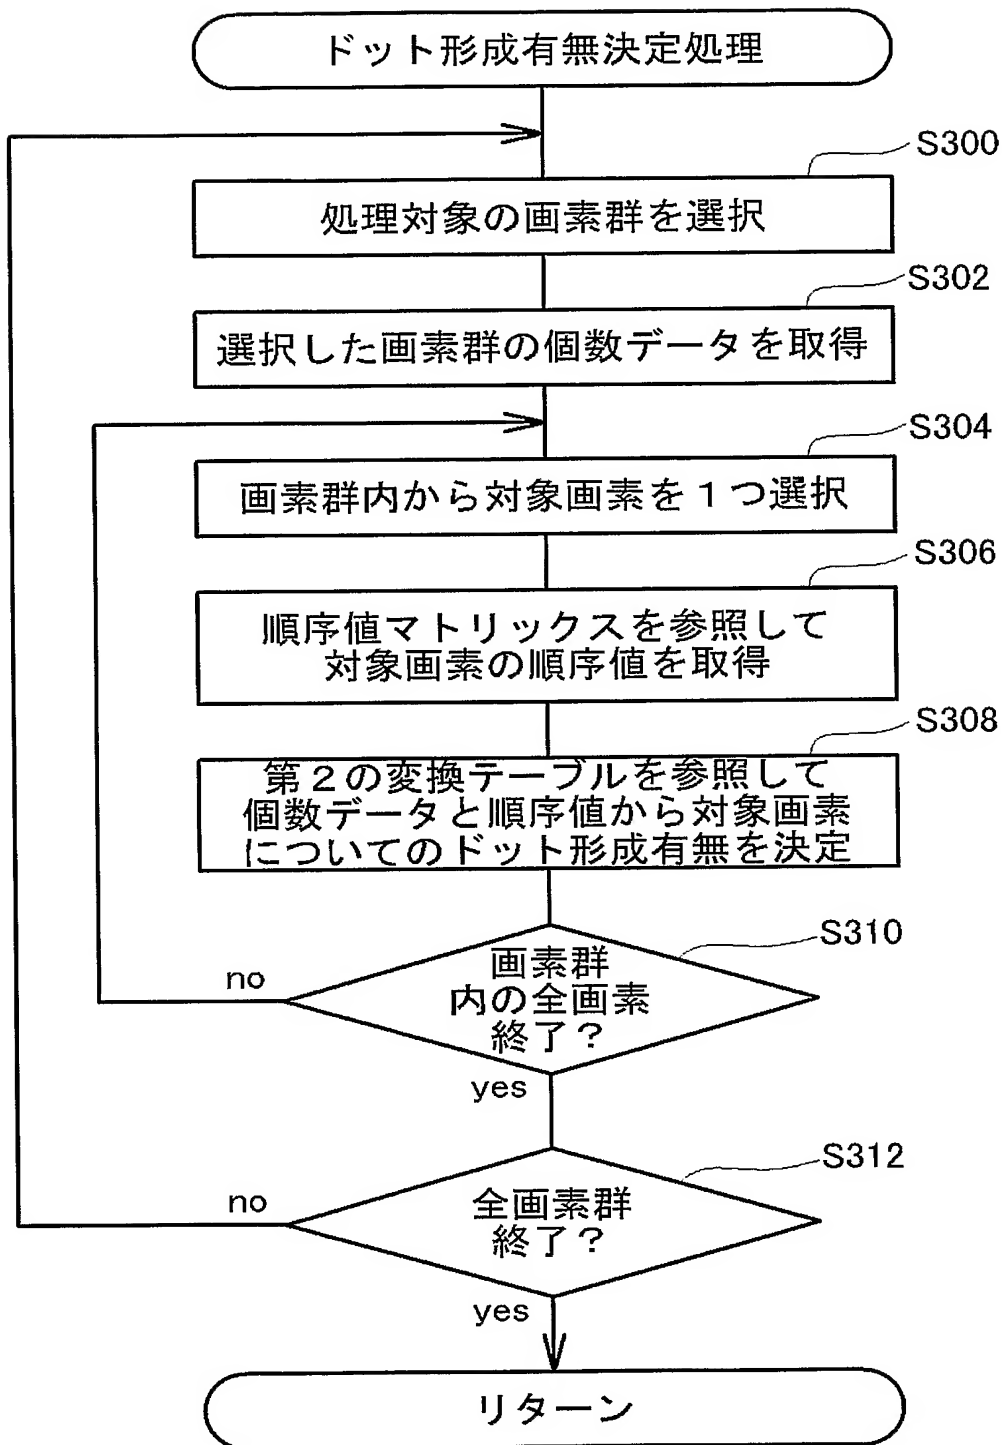 ドット形成有無決定処理
S300
処理対象の画素群を選択
S302
選択した画素群の個数データを取得
S304
画素群内から対象画素を１つ選択
S306
順序値マトリックスを参照して
対象画素の順序値を取得
S308
第２の変換テーブルを参照して
個数データと順序値から対象画素
についてのドット形成有無を決定
S310
画素群
内の全画素
終了？
no
yes
S312
全画素群
終了？
no
yes
リターン